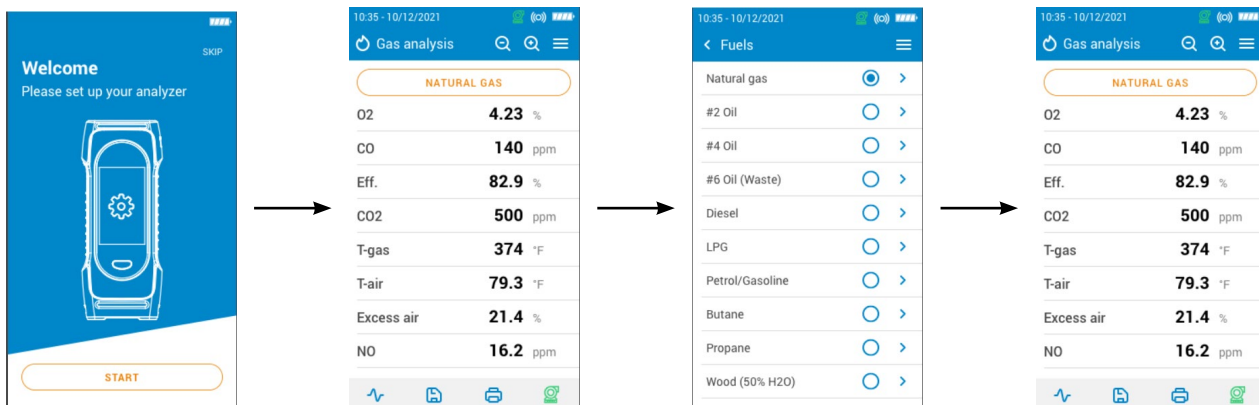 SKIP
Welcome
Please set up your analyzer
START
10:35 - 10/12/2021
Gas analysis
NATURAL GAS
O2 4.23 %
CO 140 ppm
Eff. 82.9 %
CO2 500 ppm
T-gas 374 °F
T-air 79.3 °F
Excess air 21.4 %
NO 16.2 ppm
10:35 - 10/12/2021
Fuels
Natural gas
#2 Oil
#4 Oil
#6 Oil (Waste)
Diesel
LPG
Petrol/Gasoline
Butane
Propane
Wood (50% H2O)
10:35 - 10/12/2021
Gas analysis
NATURAL GAS
O2 4.23 %
CO 140 ppm
Eff. 82.9 %
CO2 500 ppm
T-gas 374 °F
T-air 79.3 °F
Excess air 21.4 %
NO 16.2 ppm